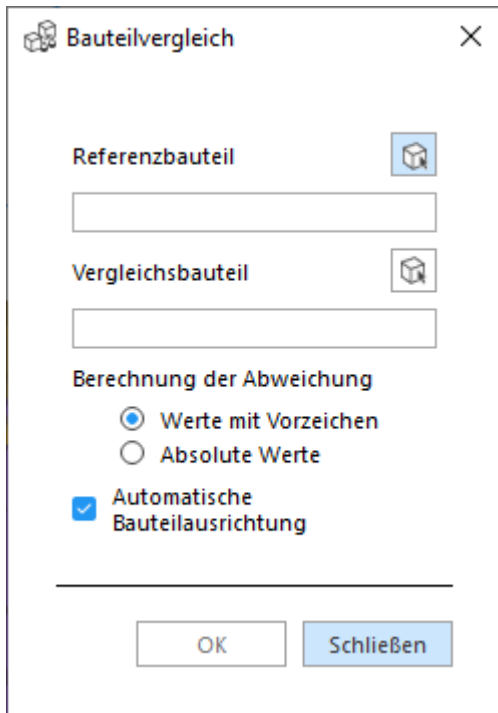 Bauteilvergleich
Referenzbauteil
Vergleichsbauteil
Berechnung der Abweichung
Werte mit Vorzeichen
Absolute Werte
Automatische
Bauteilausrichtung
OK
Schließen